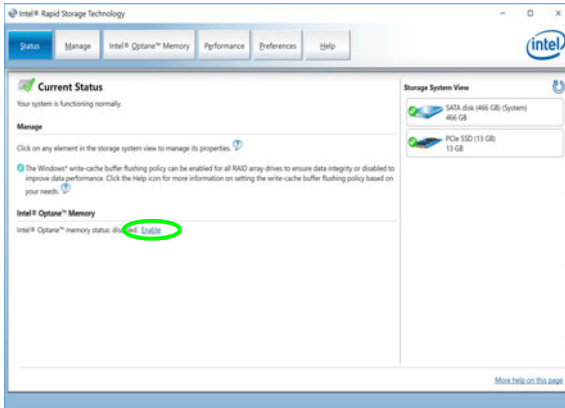 Intel® Rapid Storage Technology
Status
Manage
Intel® Optane™ Memory
Performance
Preferences
Help
intel
Current Status
Your system is functioning normally.
Manage
Click on any element in the storage system view to manage its properties.
The Windows* write-cache buffer flushing policy can be enabled for all RAID array drives to ensure data integrity or disabled to
improve data performance. Click the Help icon for more information on setting the write-cache buffer flushing policy based on
your needs.
Intel® Optane™ Memory
Intel® Optane™ memory status: disabled. Enable
Storage System View
SATA disk (466 GB) (System)
466 GB
PCIe SSD (13 GB)
13 GB
More help on this page